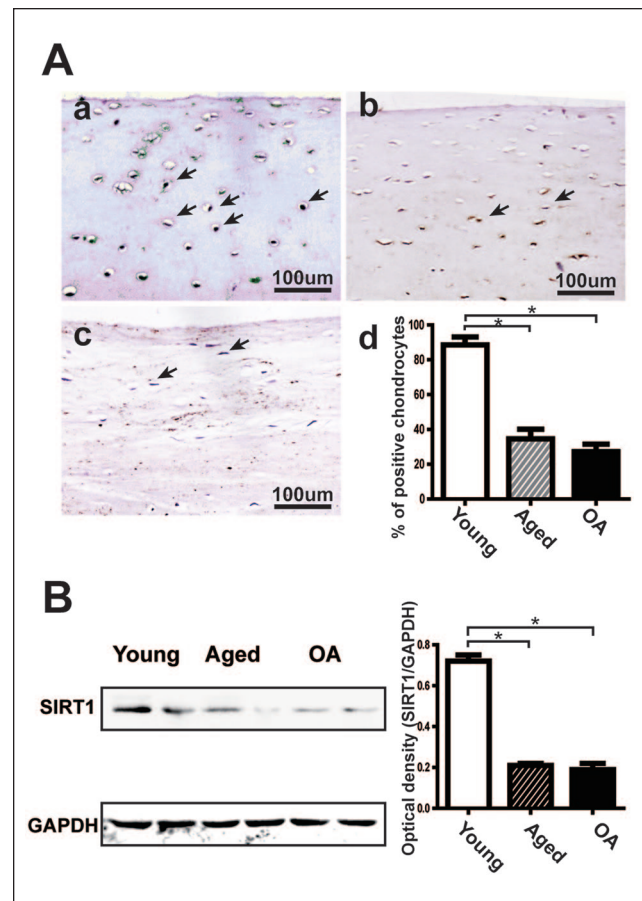 A
a
b
100um
100um
c
100um
d
% of positive chondrocytes
100
80
60
40
20
0
*
*
Young
Aged
OA
B
Young Aged OA
SIRT1
GAPDH
Optical density (SIRT1/GAPDH)
0.8
0.6
0.4
0.2
0.0
*
*
Young
Aged
OA